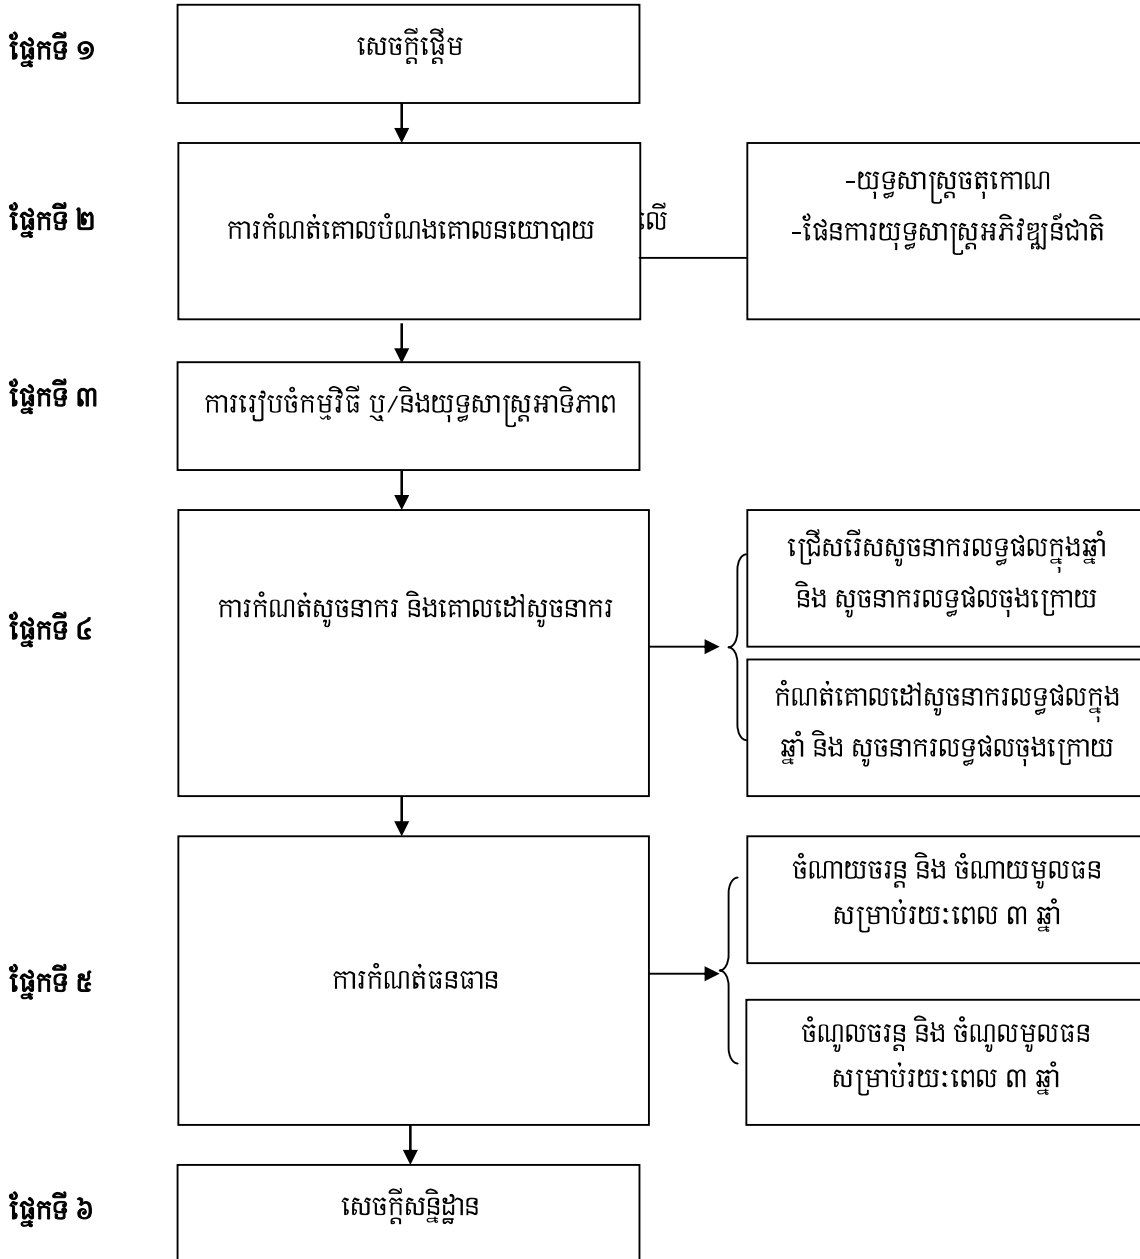 ផ្នែកទី ១
សេចក្តីផ្តើម
ផ្នែកទី ២
ការកំណត់គោលបំណងគោលនយោបាយ
លើ
-យុទ្ធសាស្ត្រចតុកោណ
-ផែនការយុទ្ធសាស្ត្រអភិវឌ្ឍន៍ជាតិ
ផ្នែកទី ៣
ការរៀបចំកម្មវិធី ឬ/និងយុទ្ធសាស្ត្រអាទិភាព
ផ្នែកទី ៤
ការកំណត់សូចនាករ និងគោលដៅសូចនាករ
ជ្រើសរើសសូចនាករលទ្ធផលក្នុងឆ្នាំ
និង សូចនាករលទ្ធផលចុងក្រោយ
កំណត់គោលដៅសូចនាករលទ្ធផលក្នុង
ឆ្នាំ និង សូចនាករលទ្ធផលចុងក្រោយ
ផ្នែកទី ៥
ការកំណត់ធនធាន
ចំណាយចរន្ត និង ចំណាយមូលធន
សម្រាប់រយៈពេល ៣ ឆ្នាំ
ចំណូលចរន្ត និង ចំណូលមូលធន
សម្រាប់រយៈពេល ៣ ឆ្នាំ
ផ្នែកទី ៦
សេចក្តីសន្និដ្ឋាន